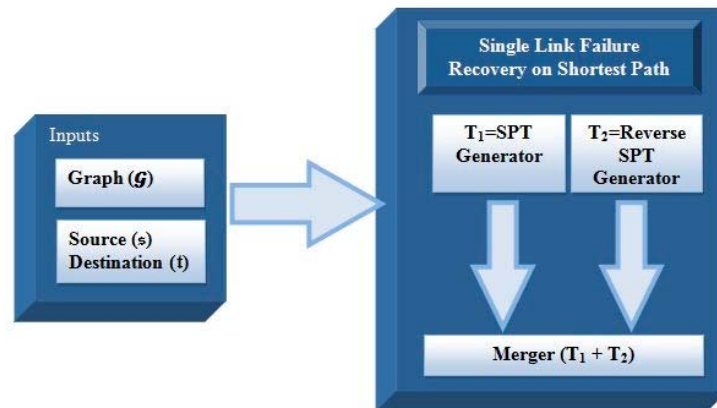 Single Link Failure
Recovery on Shortest Path
Inputs
Graph (𝓖)
Source (𝕤)
Destination (𝔱)
T₁=SPT
Generator
T₂=Reverse
SPT
Generator
Merger (T₁ + T₂)